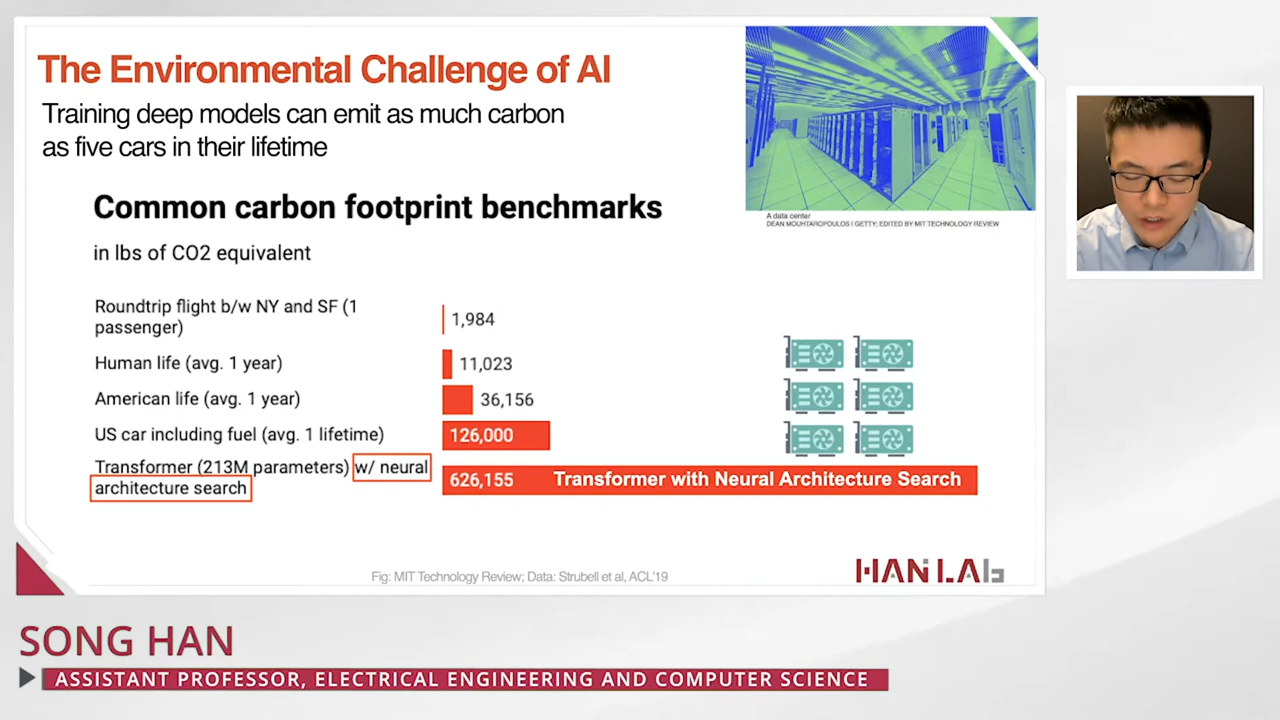 The Environmental Challenge of AI
Training deep models can emit as much carbon
as five cars in their lifetime
A data center
DEAN MOUHTAROPOULOS I GETTY; EDITED BY MIT TECHNOLOGY REVIEW
Common carbon footprint benchmarks
in lbs of CO2 equivalent
Roundtrip flight b/w NY and SF (1
passenger)
1,984
Human life (avg. 1 year)
11,023
American life (avg. 1 year)
36,156
US car including fuel (avg. 1 lifetime)
126,000
Transformer (213M parameters) w/ neural
architecture search
626,155
Transformer with Neural Architecture Search
Fig: MIT Technology Review; Data: Strubell et al, ACL'19
HAN LAb
SONG HAN
ASSISTANT PROFESSOR, ELECTRICAL ENGINEERING AND COMPUTER SCIENCE